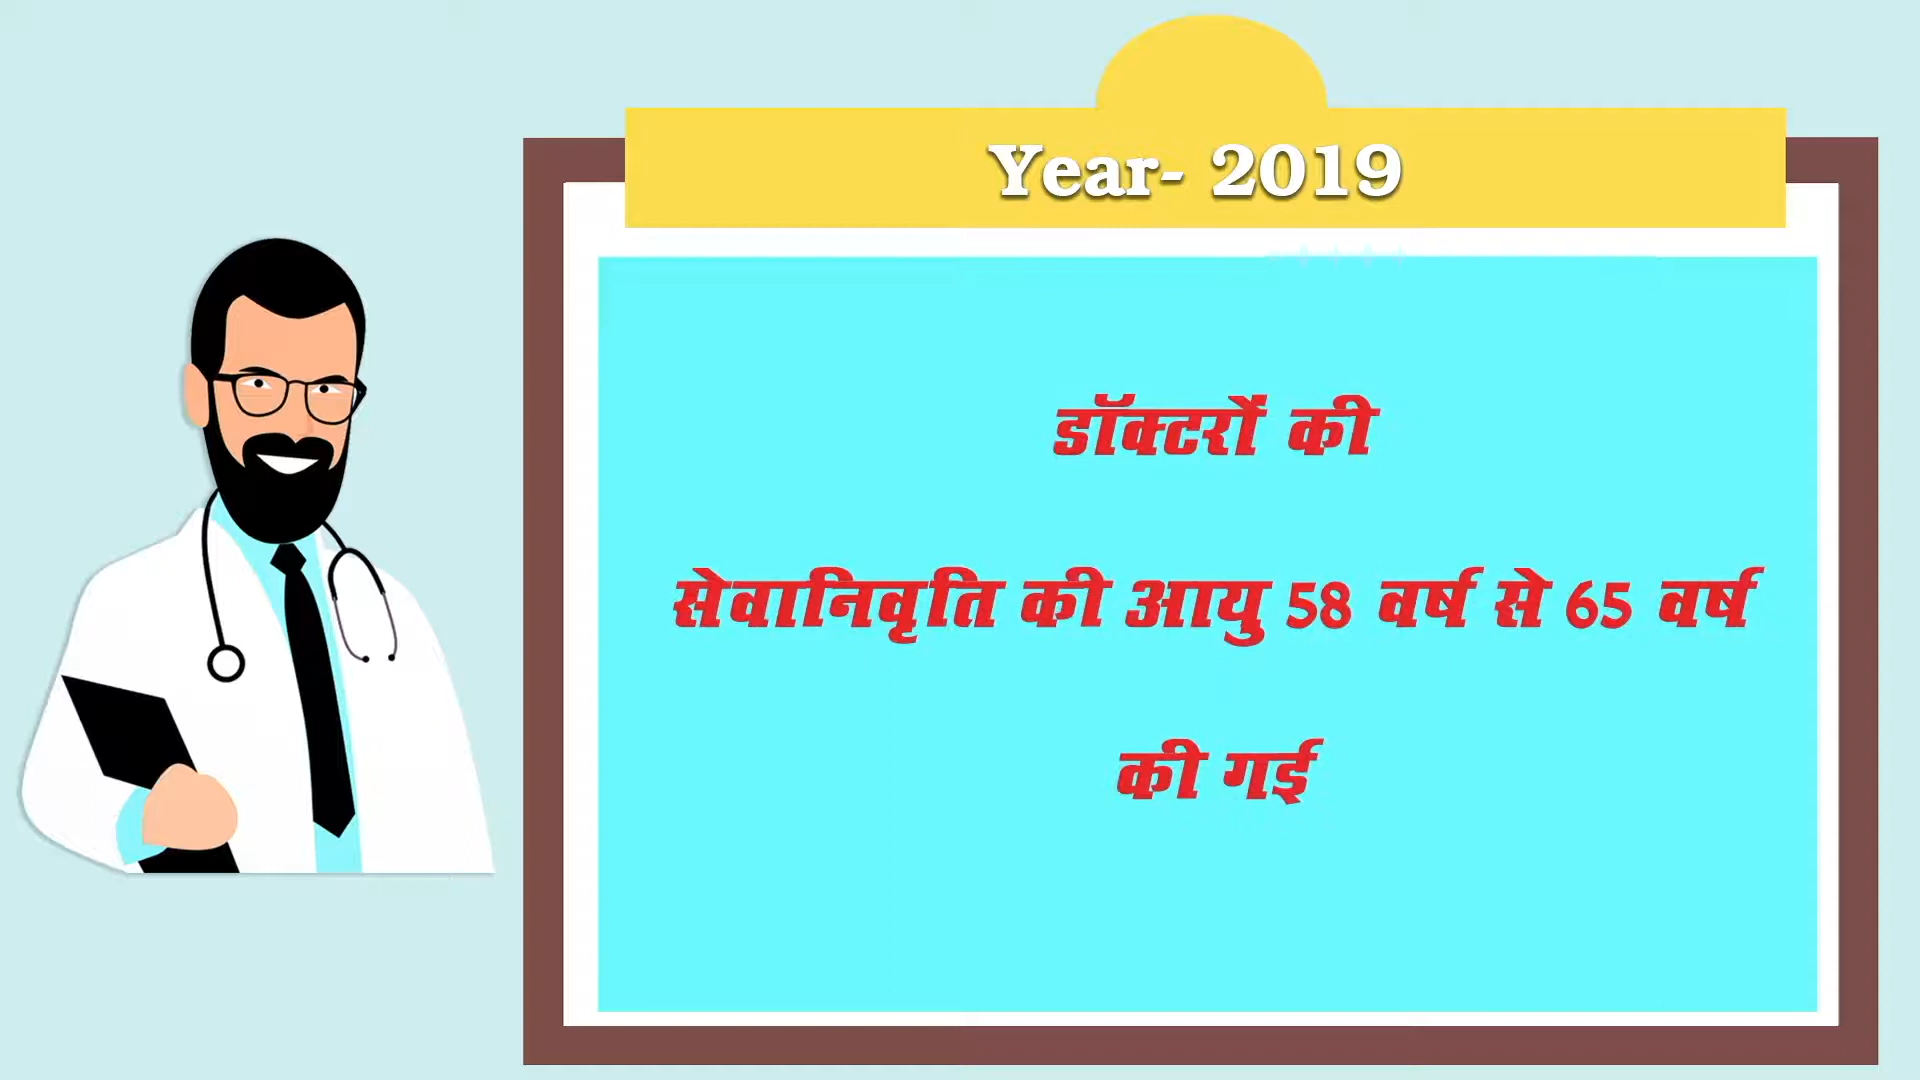 Year- 2019
डॉक्टरों की
सेवानिवृति की आयु 58 वर्ष से 65 वर्ष
की गई